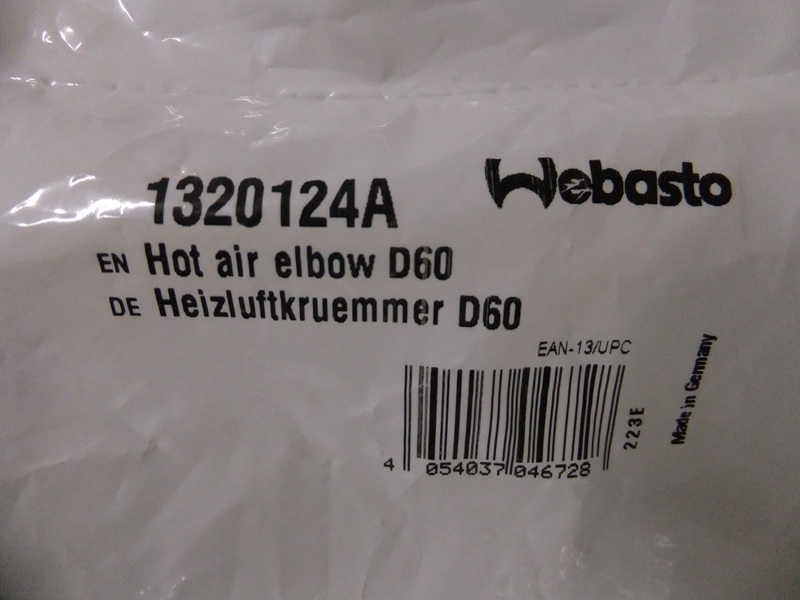 1320124A
Webasto
EN Hot air elbow D60
DE Heizluftkruemmer D60
EAN-13/UPC
4 054037 046728
223E
Made in Germany